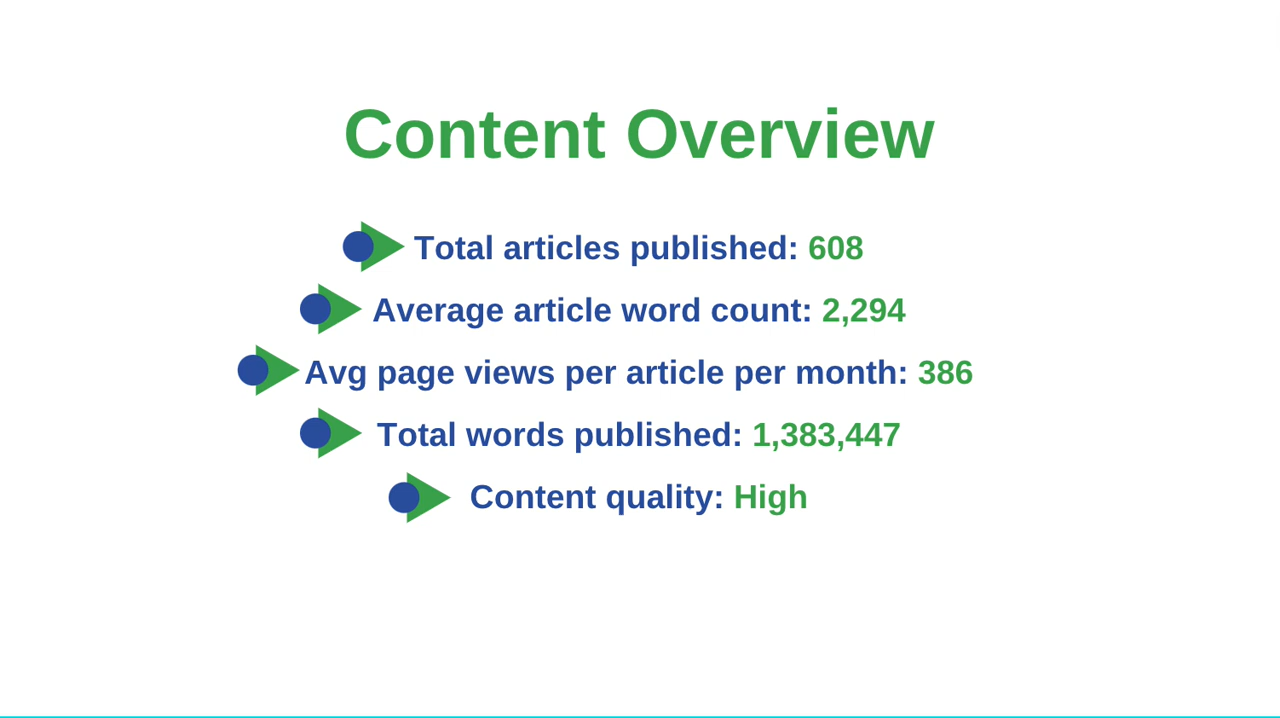 Content Overview
Total articles published: 608
Average article word count: 2,294
Avg page views per article per month: 386
Total words published: 1,383,447
Content quality: High